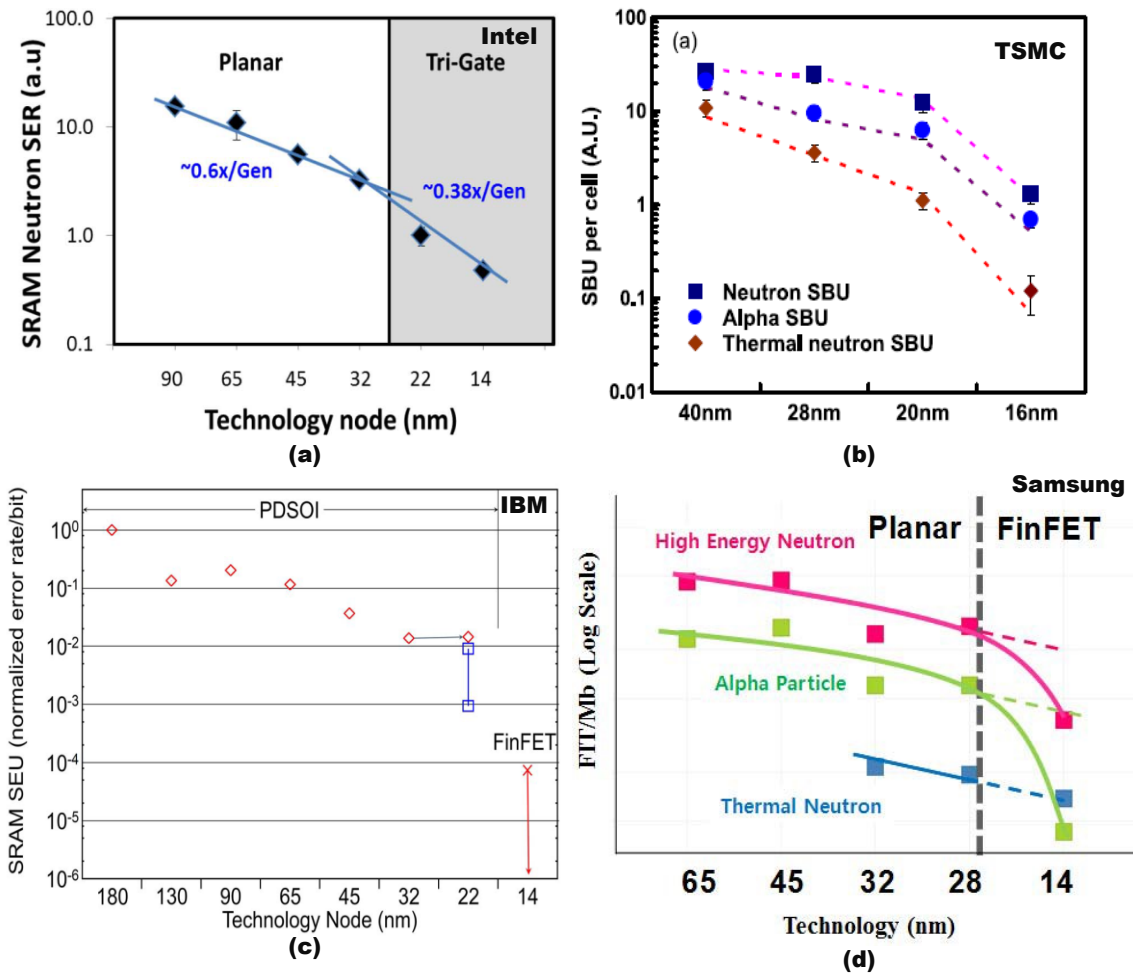 Intel
SRAM Neutron SER (a.u)
100.0
10.0
1.0
0.1
Planar
Tri-Gate
~0.6x/Gen
~0.38x/Gen
90 65 45 32 22 14
Technology node (nm)
(a)
(a)
TSMC
SBU per cell (A.U.)
100
10
1
0.1
0.01
Neutron SBU
Alpha SBU
Thermal neutron SBU
40nm 28nm 20nm 16nm
(b)
IBM
SRAM SEU (normalized error rate/bit)
PDSOI
10⁰
10⁻¹
10⁻²
10⁻³
10⁻⁴
10⁻⁵
10⁻⁶
FinFET
180 130 90 65 45 32 22 14
Technology Node (nm)
(c)
Samsung
Planar FinFET
High Energy Neutron
Alpha Particle
Thermal Neutron
FIT/Mb (Log Scale)
65 45 32 28 14
Technology (nm)
(d)